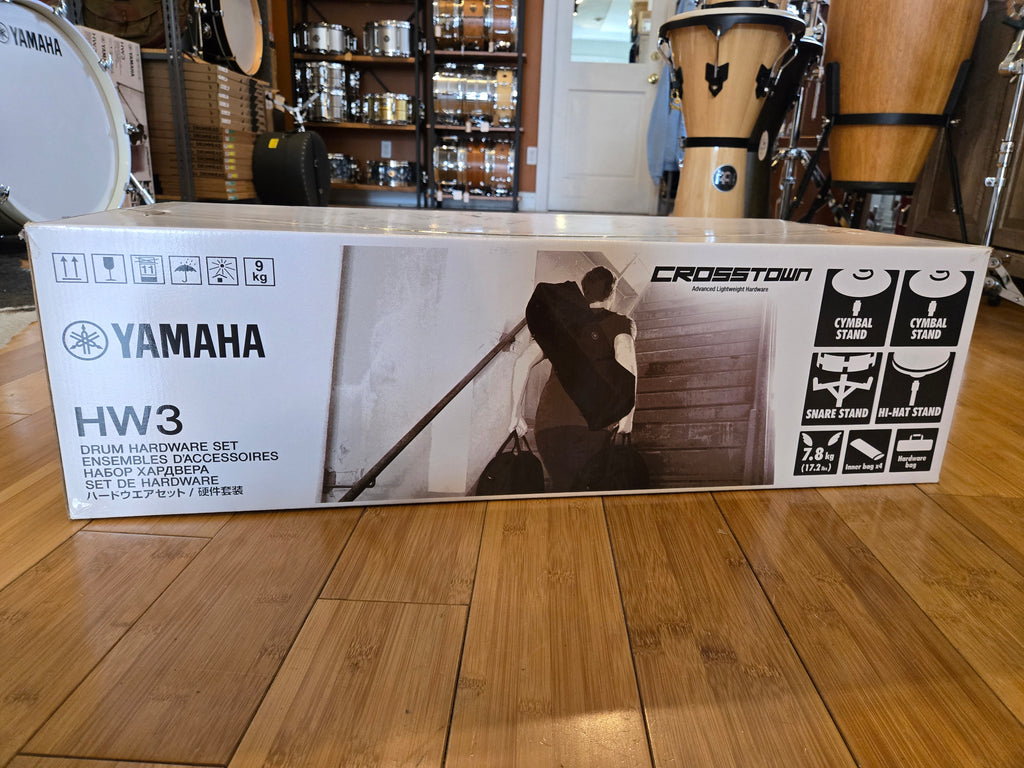 YAMAHA
11
9
kg
YAMAHA
HW3
DRUM HARDWARE SET
ENSEMBLES D'ACCESSOIRES
НАБОР ХАРДВЕРА
SET DE HARDWARE
ハードウエアセット / 硬件套装
CROSSTOWN
Advanced Lightweight Hardware
CYMBAL
STAND
CYMBAL
STAND
SNARE STAND
HI-HAT STAND
7.8 kg
(17.2 lbs.)
Inner bag x4
Hardware
bag